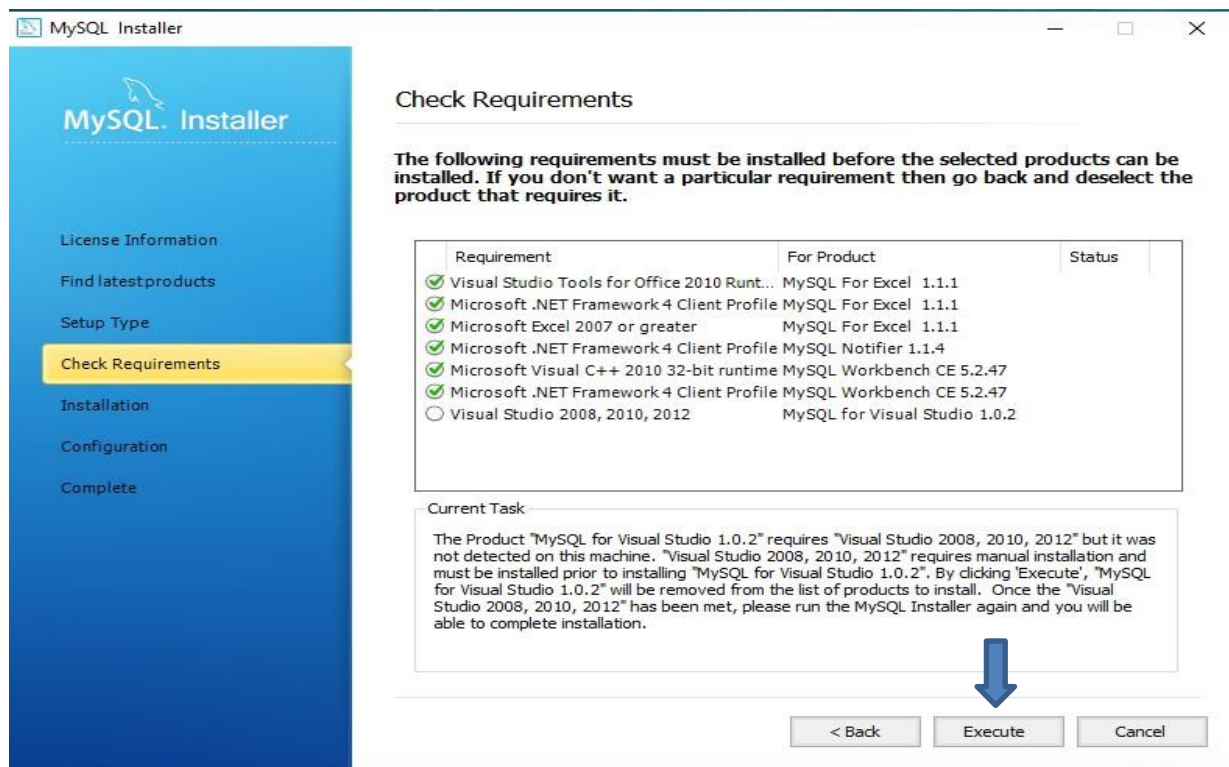 MySQL Installer
MySQL. Installer
Check Requirements
The following requirements must be installed before the selected products can be
installed. If you don't want a particular requirement then go back and deselect the
product that requires it.
License Information
Find latest products
Setup Type
Check Requirements
Installation
Configuration
Complete
Requirement For Product Status
Visual Studio Tools for Office 2010 Runt... MySQL For Excel 1.1.1
Microsoft .NET Framework 4 Client Profile MySQL For Excel 1.1.1
Microsoft Excel 2007 or greater MySQL For Excel 1.1.1
Microsoft .NET Framework 4 Client Profile MySQL Notifier 1.1.4
Microsoft Visual C++ 2010 32-bit runtime MySQL Workbench CE 5.2.47
Microsoft .NET Framework 4 Client Profile MySQL Workbench CE 5.2.47
Visual Studio 2008, 2010, 2012 MySQL for Visual Studio 1.0.2
Current Task
The Product "MySQL for Visual Studio 1.0.2" requires "Visual Studio 2008, 2010, 2012" but it was
not detected on this machine. "Visual Studio 2008, 2010, 2012" requires manual installation and
must be installed prior to installing "MySQL for Visual Studio 1.0.2". By clicking 'Execute', "MySQL
for Visual Studio 1.0.2" will be removed from the list of products to install. Once the "Visual
Studio 2008, 2010, 2012" has been met, please run the MySQL Installer again and you will be
able to complete installation.
< Back Execute Cancel